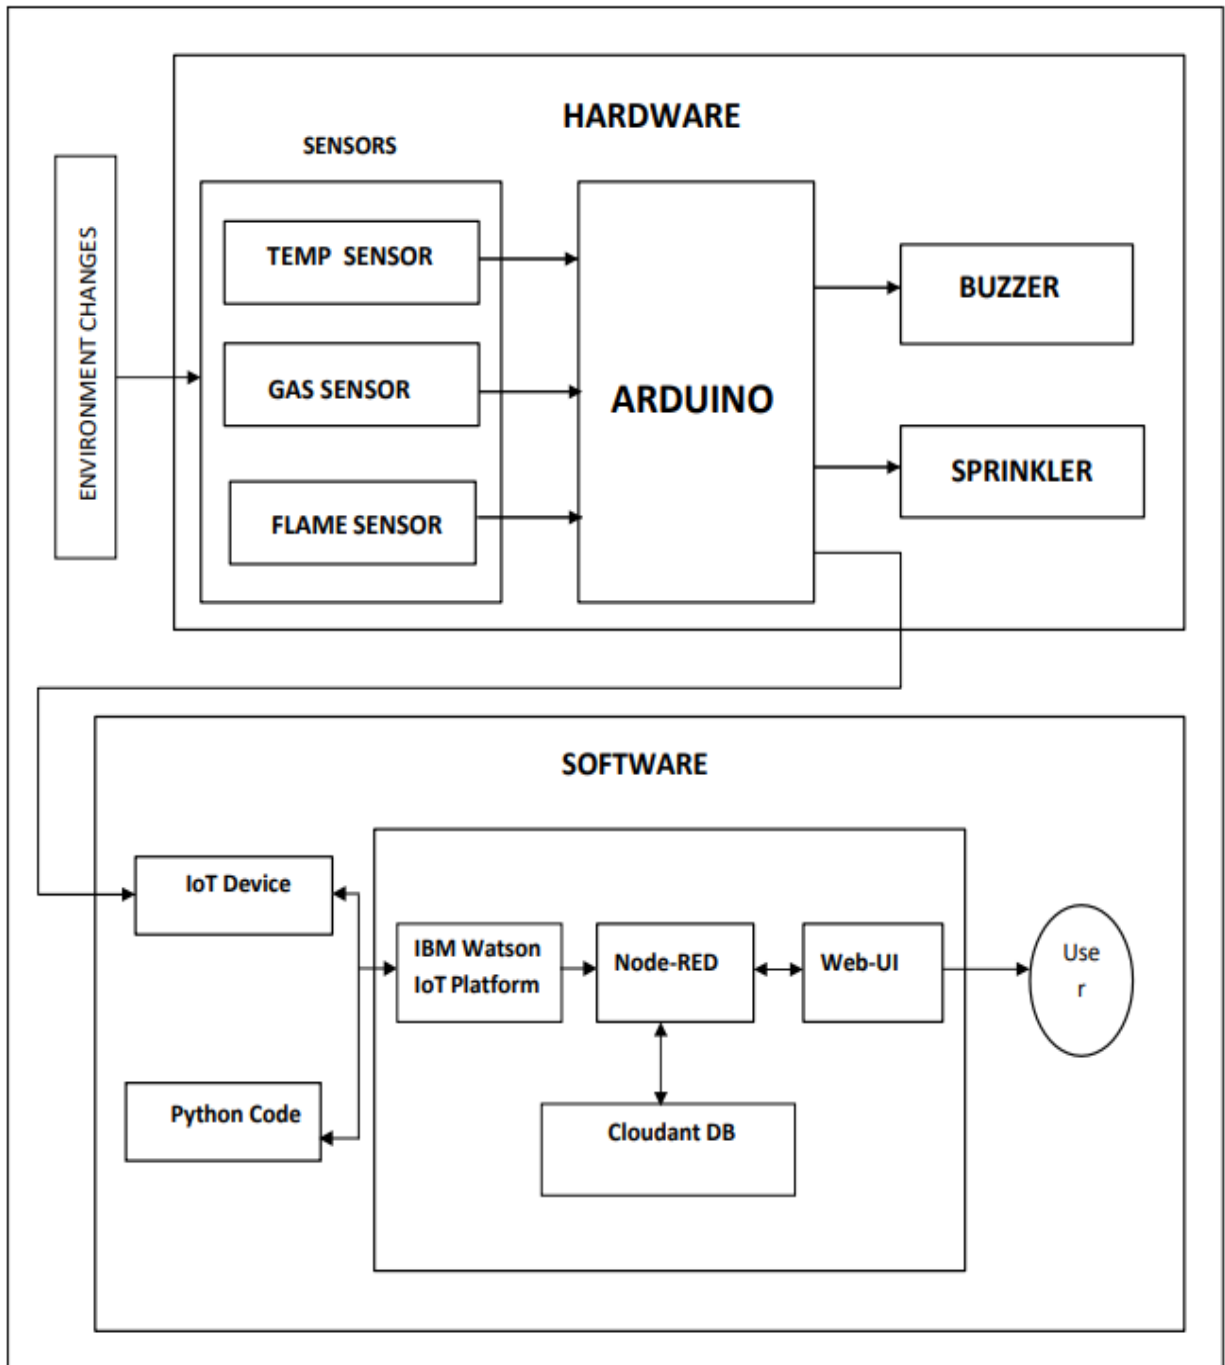 HARDWARE
SENSORS
ENVIRONMENT CHANGES
TEMP SENSOR
GAS SENSOR
FLAME SENSOR
ARDUINO
BUZZER
SPRINKLER
SOFTWARE
IoT Device
Python Code
IBM Watson
IoT Platform
Node-RED
Web-UI
Cloudant DB
Use
r